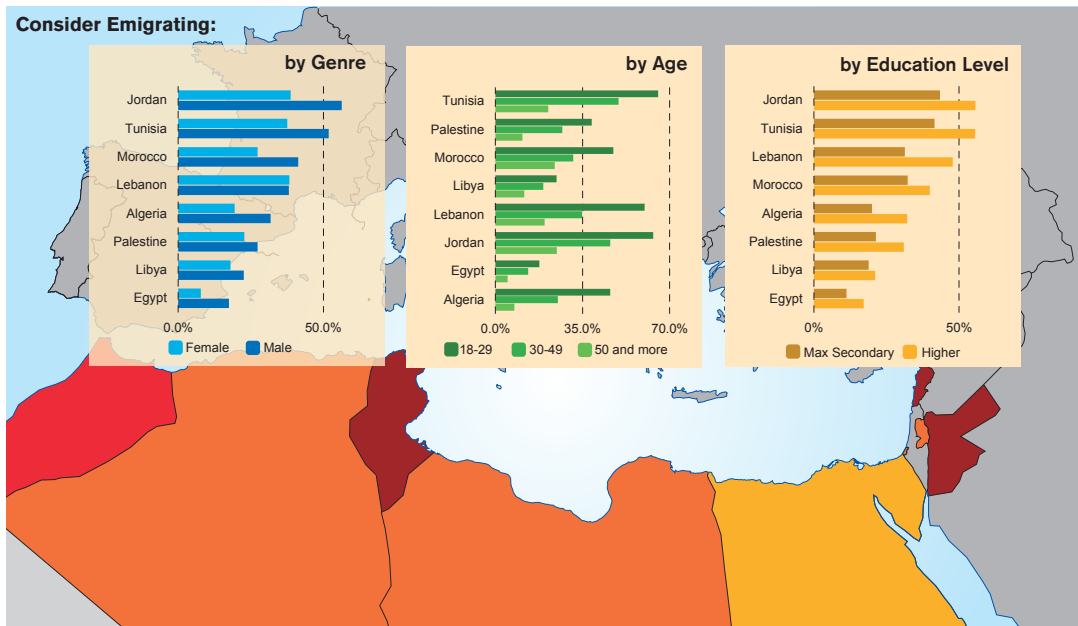 Consider Emigrating:
by Genre
Jordan
Tunisia
Morocco
Lebanon
Algeria
Palestine
Libya
Egypt
0.0% 50.0%
Female Male
by Age
Tunisia
Palestine
Morocco
Libya
Lebanon
Jordan
Egypt
Algeria
0.0% 35.0% 70.0%
18-29 30-49 50 and more
by Education Level
Jordan
Tunisia
Lebanon
Morocco
Algeria
Palestine
Libya
Egypt
0% 50%
Max Secondary Higher